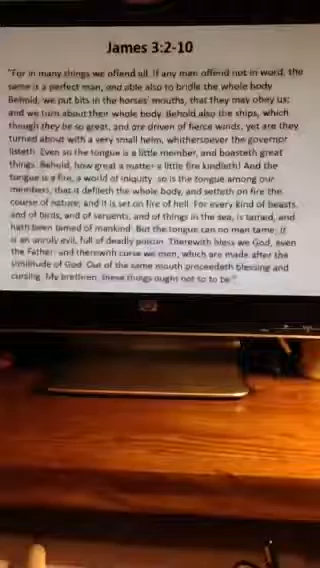 James 3:2-10
"For in many things we offend all. If any man offend not in word, the
same is a perfect man, and able also to bridle the whole body.
Behold, we put bits in the horses' mouths, that they may obey us;
and we turn about their whole body. Behold also the ships, which
though they be so great, and are driven of fierce winds, yet are they
turned about with a very small helm, whithersoever the governor
listeth. Even so the tongue is a little member, and boasteth great
things. Behold, how great a matter a little fire kindleth! And the
tongue is a fire, a world of iniquity: so is the tongue among our
members, that it defileth the whole body, and setteth on fire the
course of nature; and it is set on fire of hell. For every kind of beasts,
and of birds, and of serpents, and of things in the sea, is tamed, and
hath been tamed of mankind: But the tongue can no man tame; it
is an unruly evil, full of deadly poison. Therewith bless we God, even
the Father; and therewith curse we men, which are made after the
similitude of God. Out of the same mouth proceedeth blessing and
cursing. My brethren, these things ought not so to be."
hp